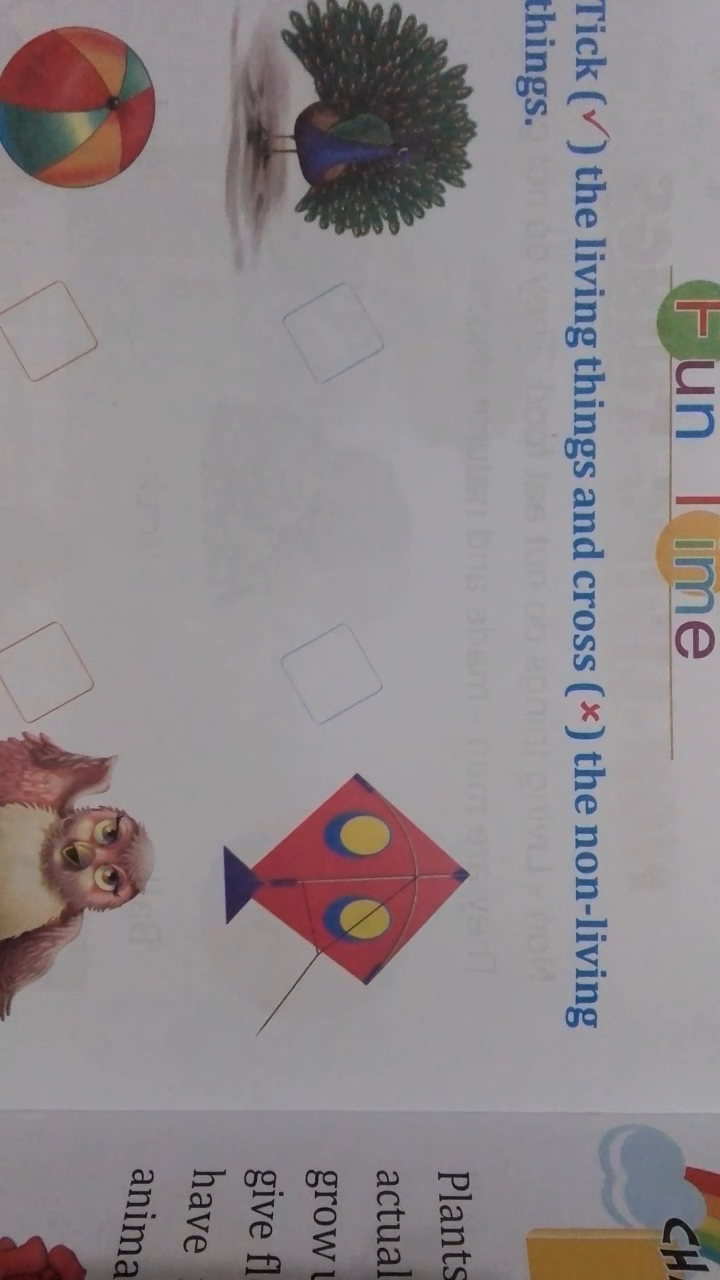 Fun Time
Tick (✓) the living things and cross (×) the non-living
things.
CH
Plants
actual
grow
give fl
have
anima